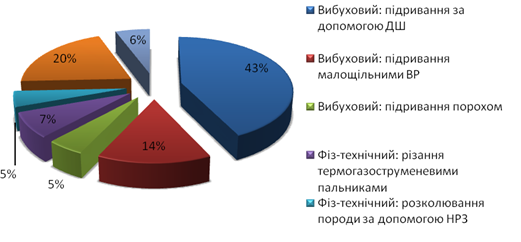 6%
20%
43%
7%
5%
5%
14%
Вибуховий: підривання за
допомогою ДШ
Вибуховий: підривання
малощільними ВР
Вибуховий: підривання порохом
Фіз-технічний: різання
термогазоструменевими
пальниками
Фіз-технічний: розколювання
породи за допомогою НРЗ